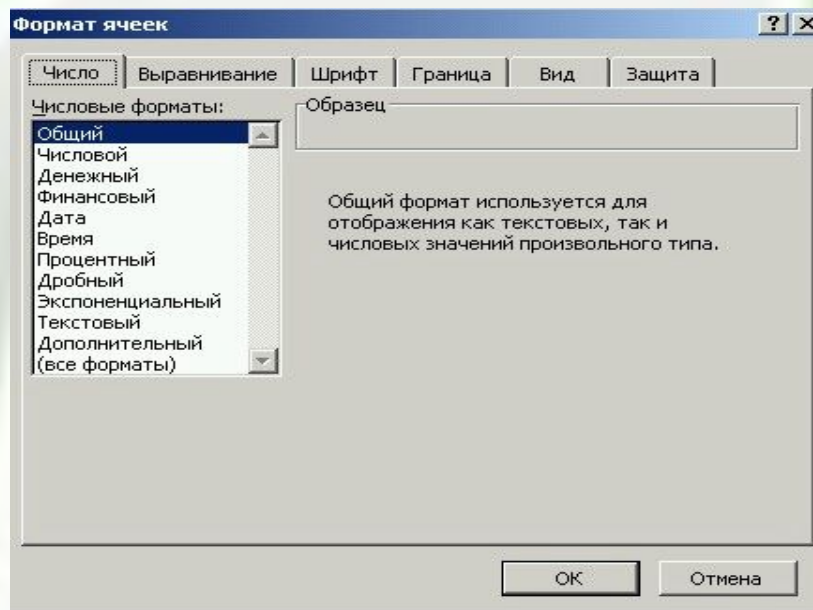 Формат ячеек
Число Выравнивание Шрифт Граница Вид Защита
Числовые форматы:
Общий
Числовой
Денежный
Финансовый
Дата
Время
Процентный
Дробный
Экспоненциальный
Текстовый
Дополнительный
(все форматы)
Образец
Общий формат используется для
отображения как текстовых, так и
числовых значений произвольного типа.
ОК Отмена